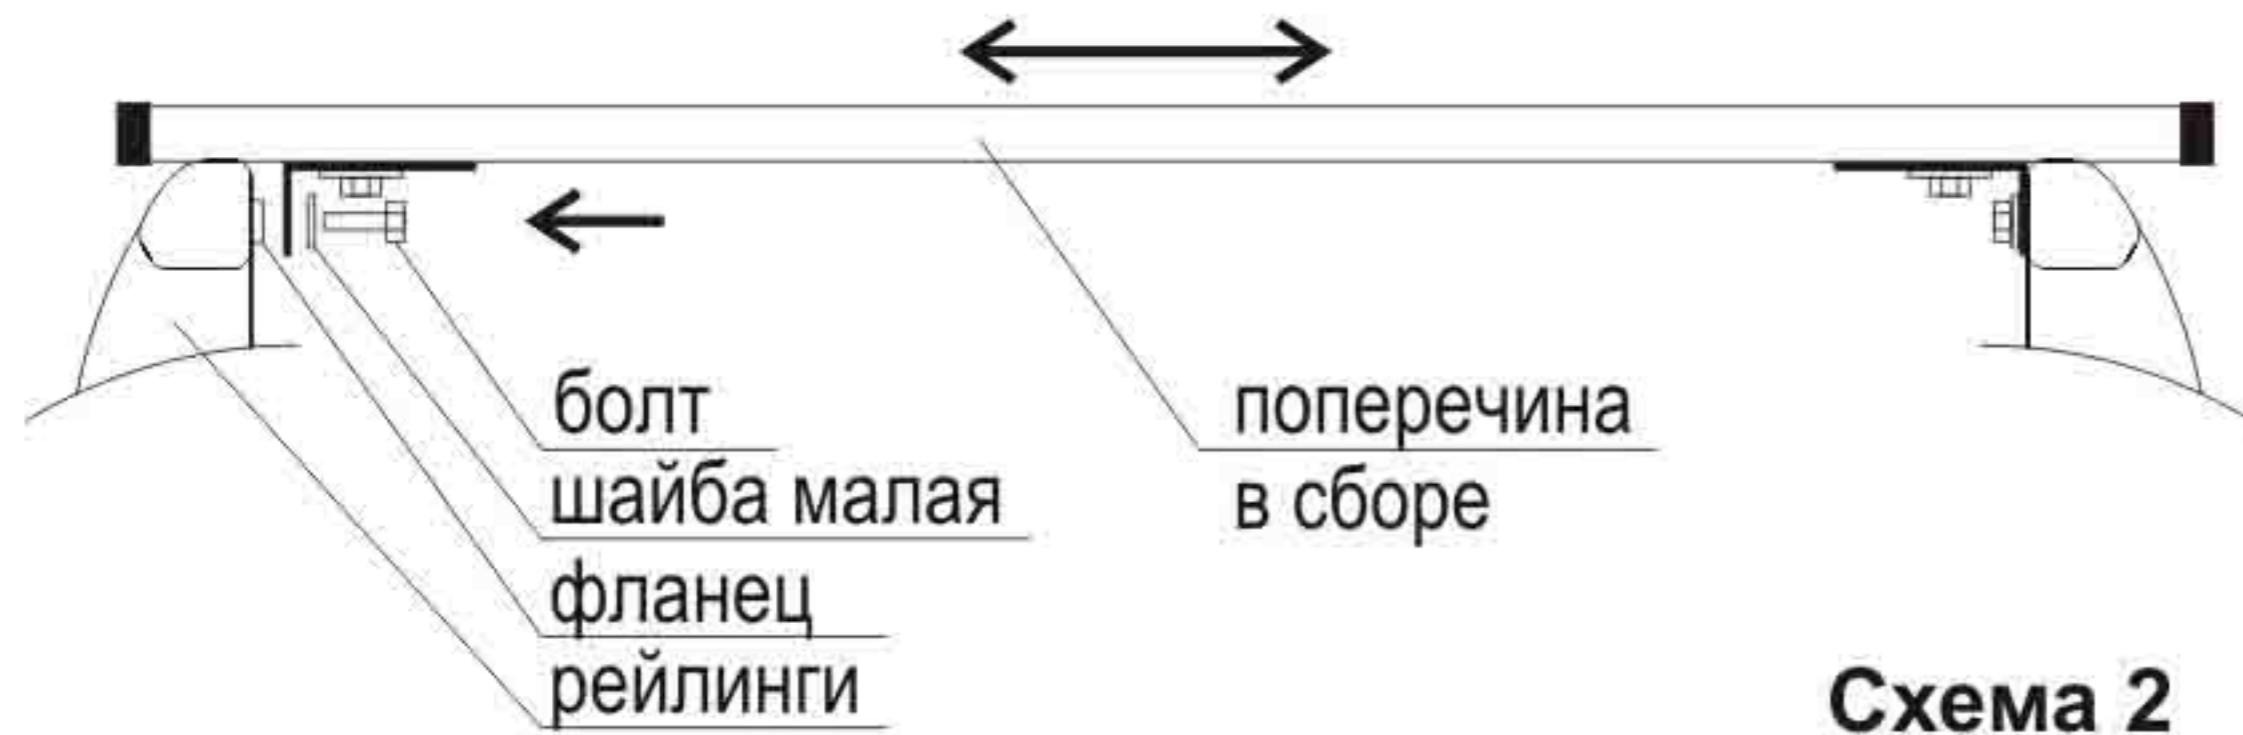 болт
шайба малая
фланец
рейлинги
поперечина
в сборе
Схема 2